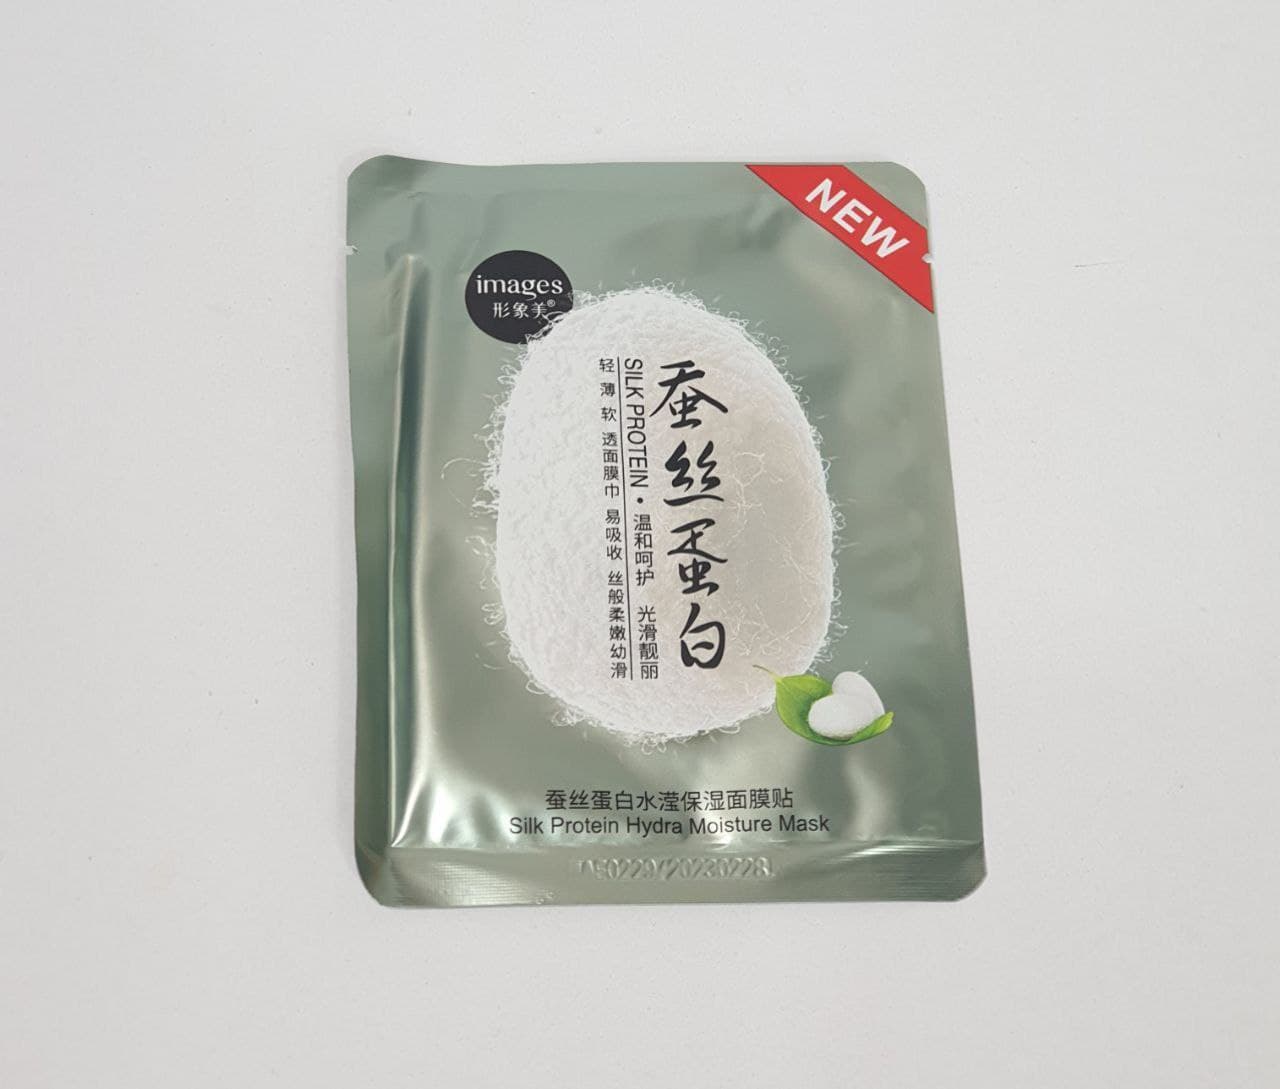 NEW
images
形象美®
蚕丝蛋白
SILK PROTEIN · 温和呵护 光滑靓丽
轻薄软透面膜巾 易吸收 丝般柔嫩幼滑
蚕丝蛋白水滢保湿面膜贴
Silk Protein Hydra Moisture Mask